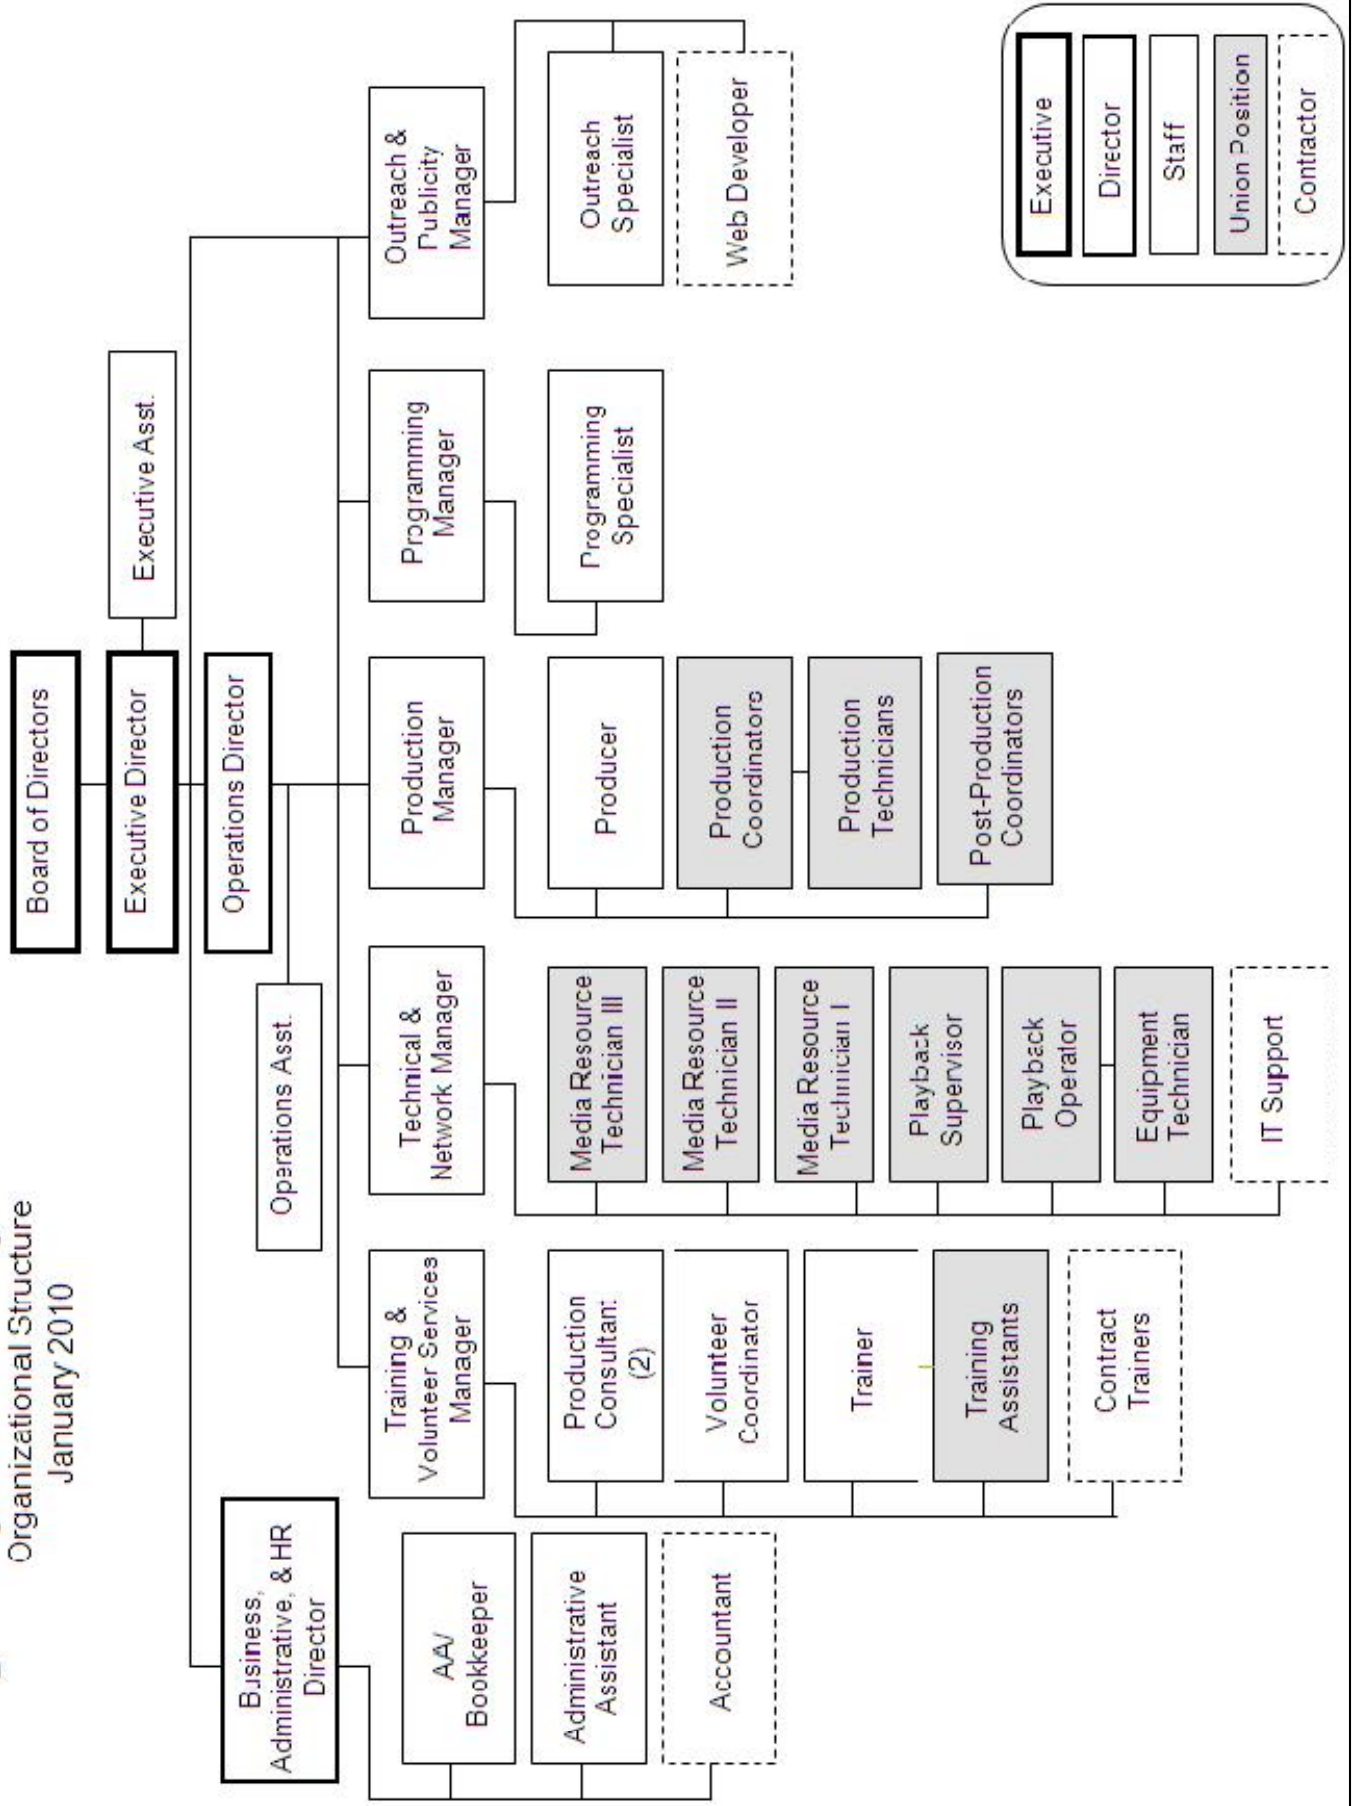 Organizational Structure
January 2010
Board of Directors
Executive Director
Executive Asst.
Operations Director
Operations Asst.
Business,
Administrative, & HR
Director
AA/
Bookkeeper
Administrative
Assistant
Accountant
Training &
Volunteer Services
Manager
Production
Consultan:
(2)
Volunteer
Coordinator
Trainer
Training
Assistants
Contract
Trainers
Technical &
Network Manager
Media Resource
Technician III
Media Resource
Technician II
Media Resource
Technician I
Playback
Supervisor
Playback
Operator
Equipment
Technician
IT Support
Production
Manager
Producer
Production
Coordinators
Production
Technicians
Post-Production
Coordinators
Programming
Manager
Programming
Specialist
Outreach &
Publicity
Manager
Outreach
Specialist
Web Developer
Executive
Director
Staff
Union Position
Contractor